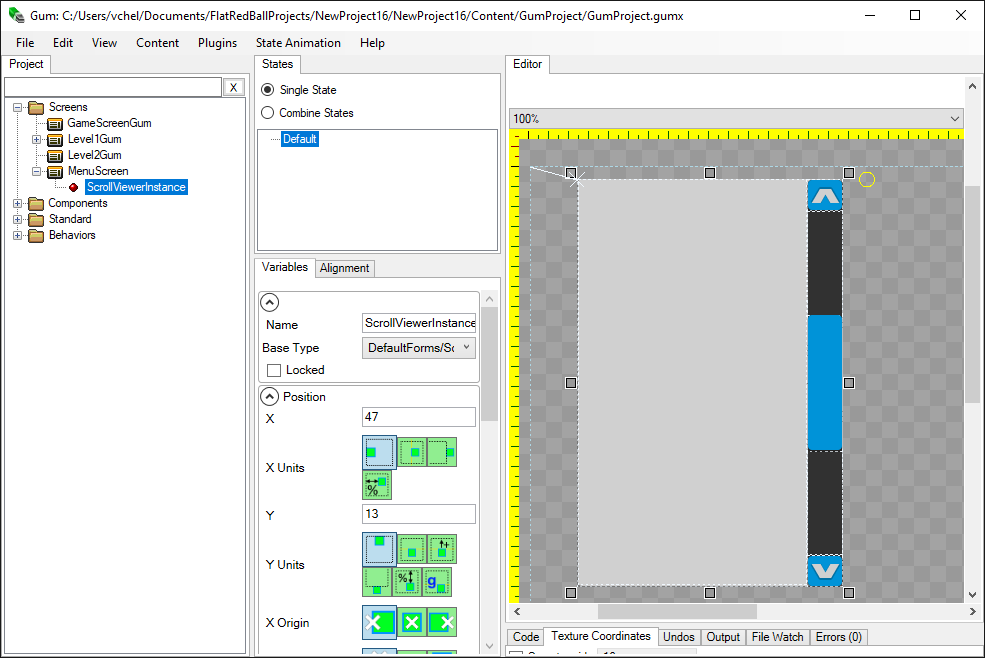 Gum: C:/Users/vchel/Documents/FlatRedBallProjects/NewProject16/NewProject16/Content/GumProject/GumProject.gumx
File Edit View Content Plugins State Animation Help
Project
X
Screens
GameScreenGum
Level1Gum
Level2Gum
MenuScreen
ScrollViewerInstance
Components
Standard
Behaviors
States
Single State
Combine States
Default
Variables Alignment
Name ScrollViewerInstance
Base Type DefaultForms/Sc
Locked
Position
X 47
X Units
%
Y 13
Y Units
% g
X Origin
Editor
100%
Code Texture Coordinates Undos Output File Watch Errors (0)